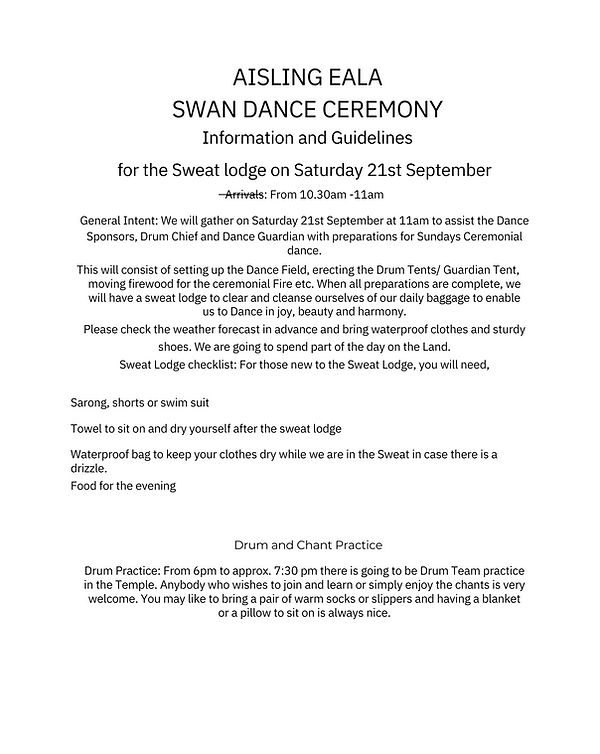 AISLING EALA
SWAN DANCE CEREMONY
Information and Guidelines
for the Sweat lodge on Saturday 21st September
Arrivals: From 10.30am -11am
General Intent: We will gather on Saturday 21st September at 11am to assist the Dance
Sponsors, Drum Chief and Dance Guardian with preparations for Sundays Ceremonial
dance.
This will consist of setting up the Dance Field, erecting the Drum Tents/ Guardian Tent,
moving firewood for the ceremonial Fire etc. When all preparations are complete, we
will have a sweat lodge to clear and cleanse ourselves of our daily baggage to enable
us to Dance in joy, beauty and harmony.
Please check the weather forecast in advance and bring waterproof clothes and sturdy
shoes. We are going to spend part of the day on the Land.
Sweat Lodge checklist: For those new to the Sweat Lodge, you will need,
Sarong, shorts or swim suit
Towel to sit on and dry yourself after the sweat lodge
Waterproof bag to keep your clothes dry while we are in the Sweat in case there is a
drizzle.
Food for the evening
Drum and Chant Practice
Drum Practice: From 6pm to approx. 7:30 pm there is going to be Drum Team practice
in the Temple. Anybody who wishes to join and learn or simply enjoy the chants is very
welcome. You may like to bring a pair of warm socks or slippers and having a blanket
or a pillow to sit on is always nice.